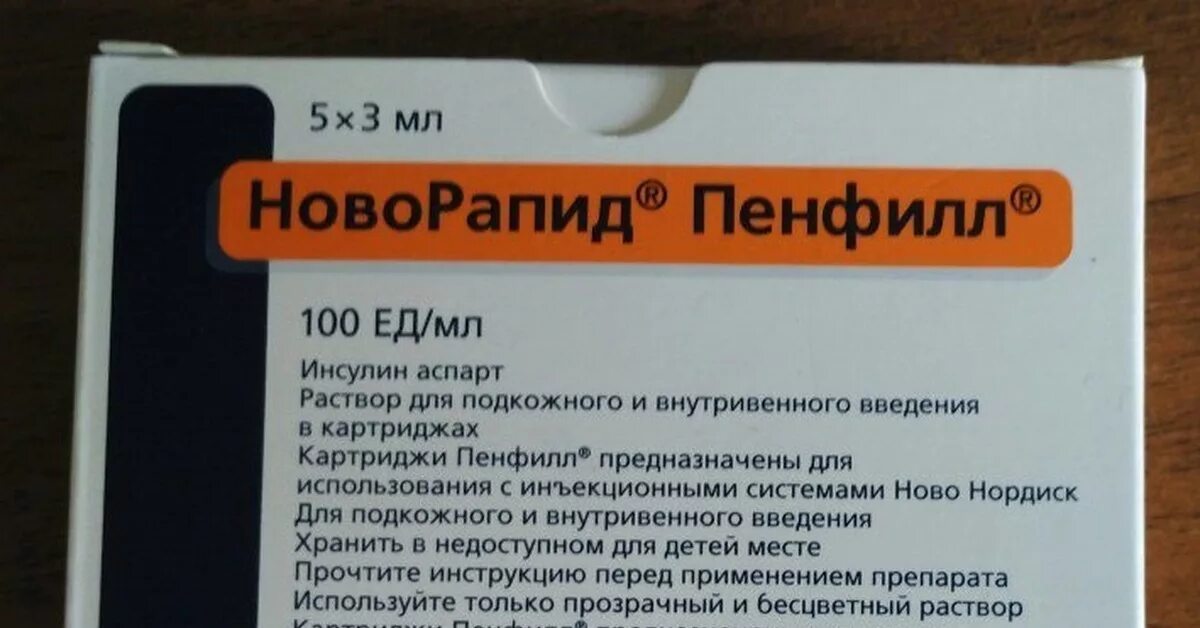 5×3 мл
НовоРапид® Пенфилл®
100 ЕД/мл
Инсулин аспарт
Раствор для подкожного и внутривенного введения
в картриджах
Картриджи Пенфилл® предназначены для
использования с инъекционными системами Ново Нордиск
Для подкожного и внутривенного введения
Хранить в недоступном для детей месте
Прочтите инструкцию перед применением препарата
Используйте только прозрачный и бесцветный раствор
Картриджи Пенфилл®